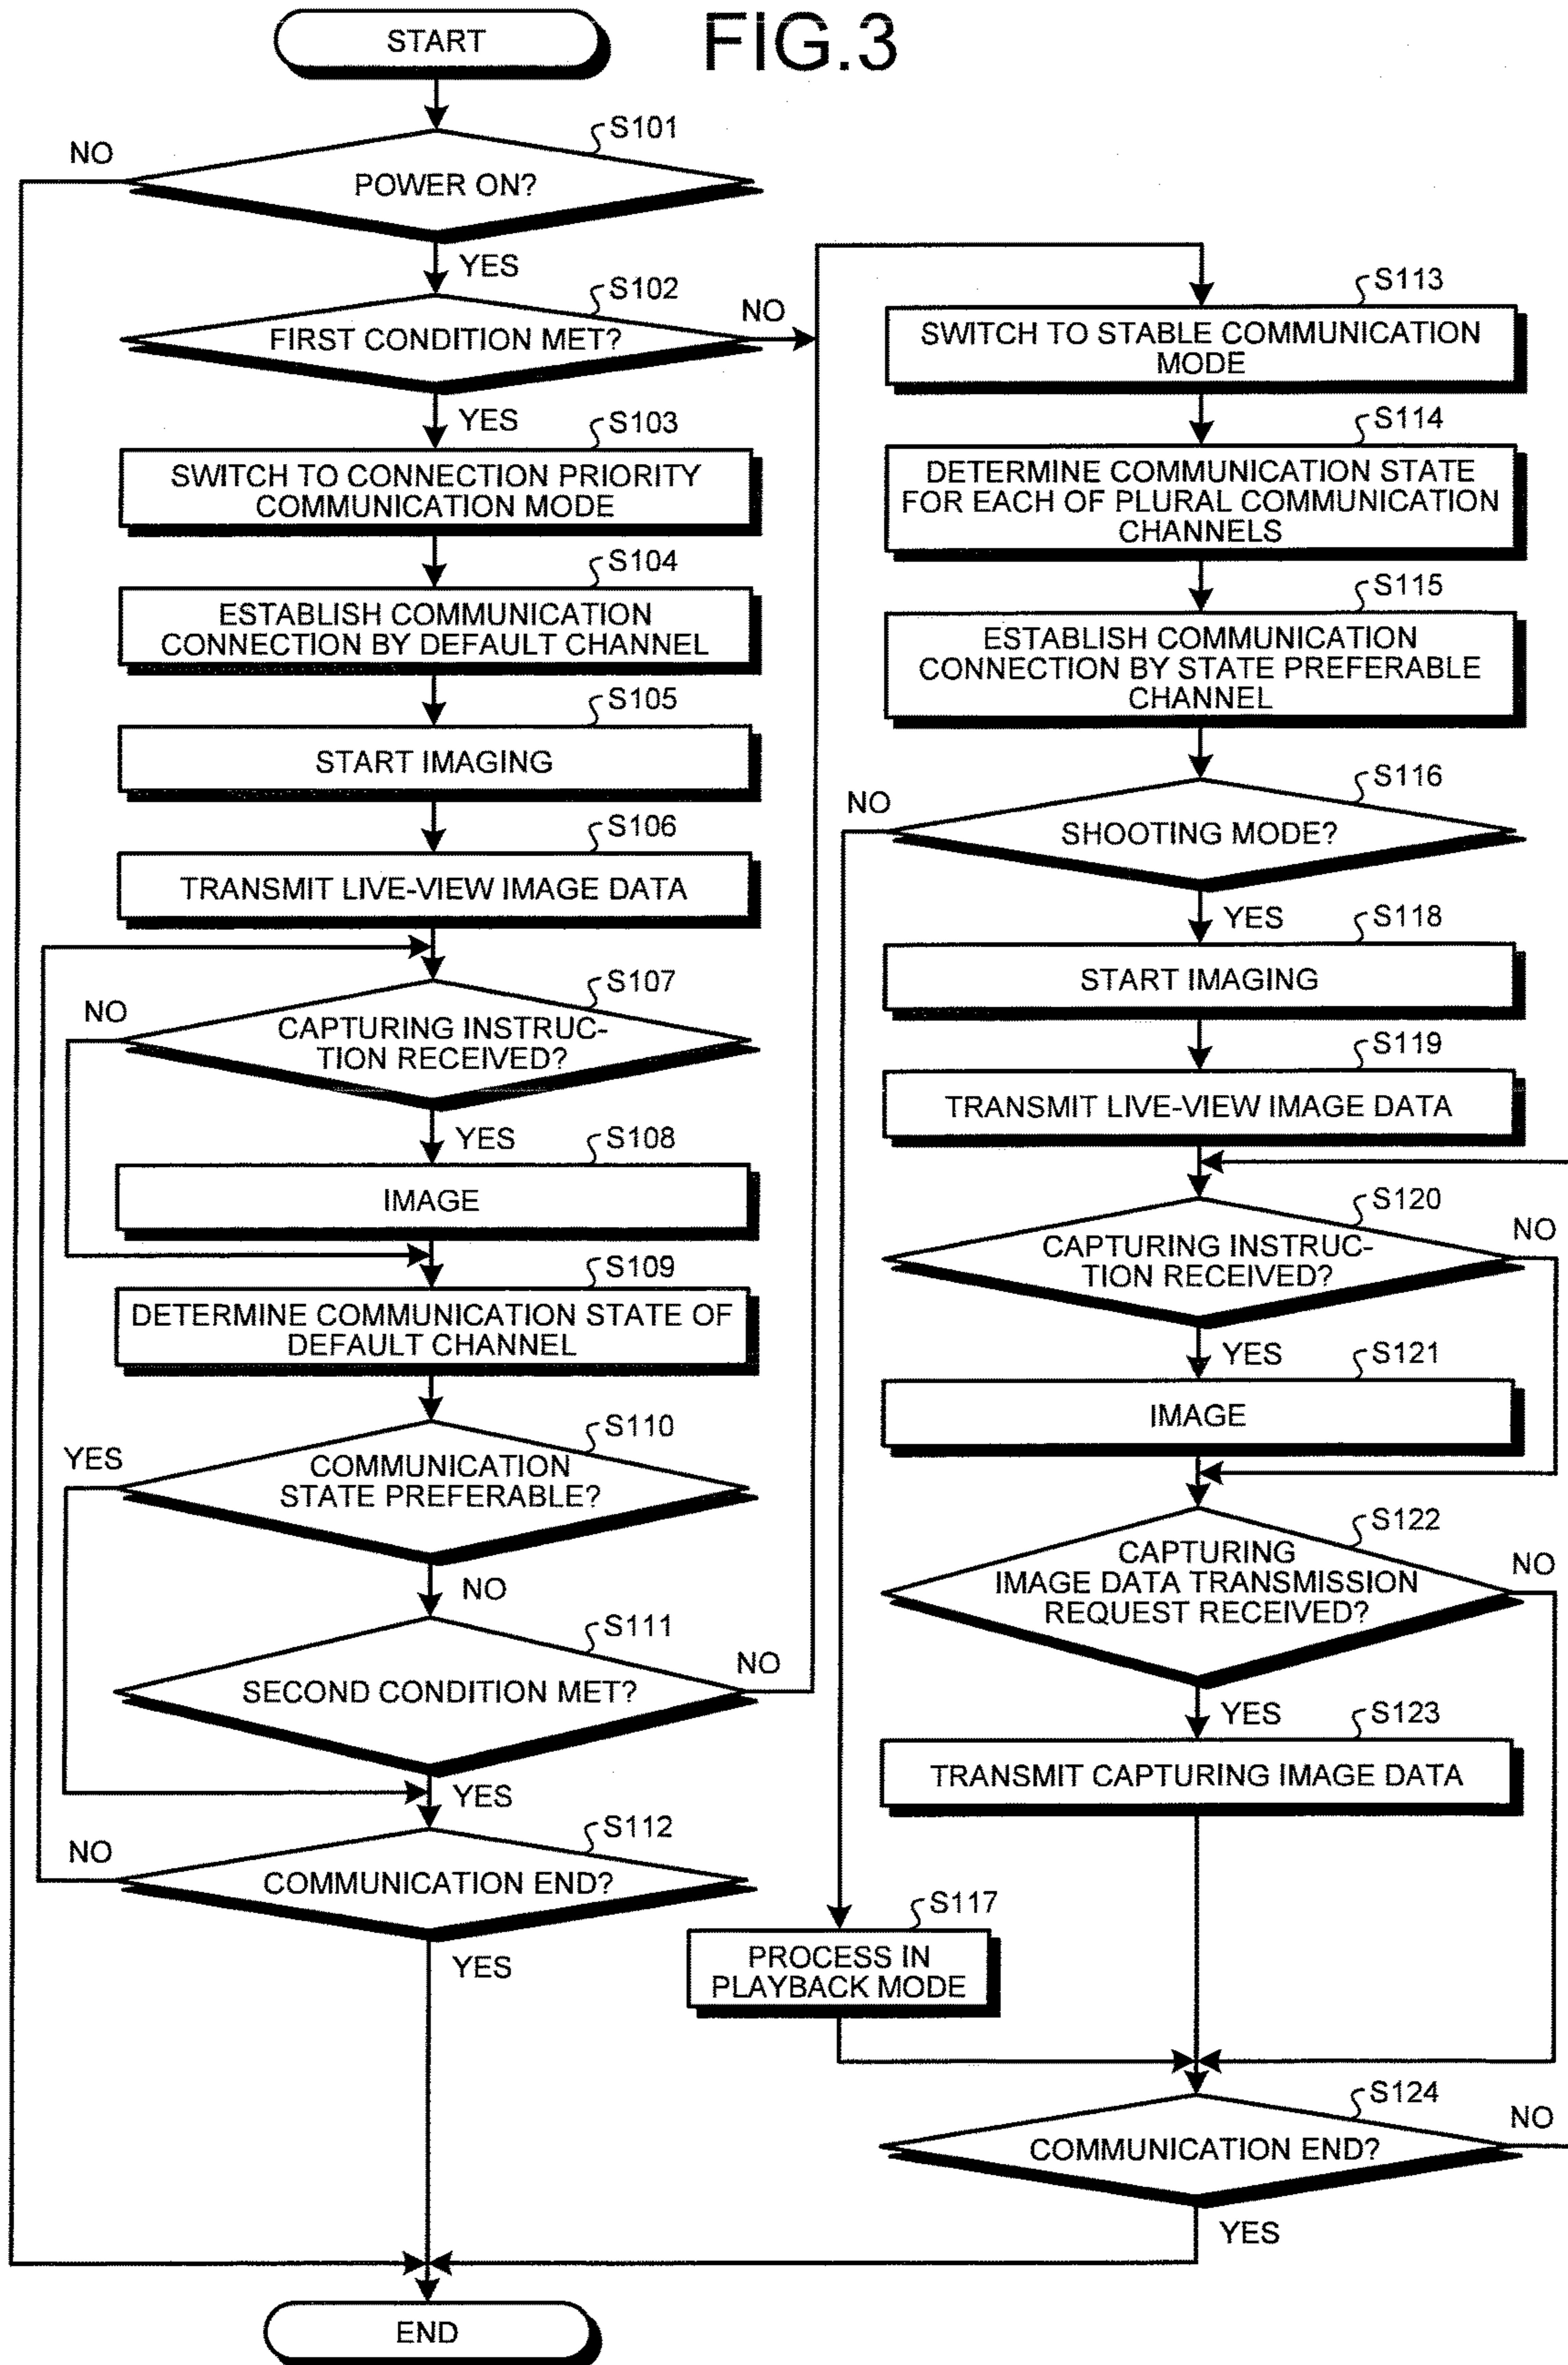 FIG.3
START
S101
NO
POWER ON?
YES
S102
NO
FIRST CONDITION MET?
YES
S103
SWITCH TO CONNECTION PRIORITY
COMMUNICATION MODE
S104
ESTABLISH COMMUNICATION
CONNECTION BY DEFAULT CHANNEL
S105
START IMAGING
S106
TRANSMIT LIVE-VIEW IMAGE DATA
S107
NO
CAPTURING INSTRUC-
TION RECEIVED?
YES
S108
IMAGE
S109
DETERMINE COMMUNICATION STATE OF
DEFAULT CHANNEL
S110
YES
COMMUNICATION
STATE PREFERABLE?
NO
S111
NO
SECOND CONDITION MET?
YES
S112
NO
COMMUNICATION END?
YES
S113
SWITCH TO STABLE COMMUNICATION
MODE
S114
DETERMINE COMMUNICATION STATE
FOR EACH OF PLURAL COMMUNICATION
CHANNELS
S115
ESTABLISH COMMUNICATION
CONNECTION BY STATE PREFERABLE
CHANNEL
S116
NO
SHOOTING MODE?
YES
S118
START IMAGING
S119
TRANSMIT LIVE-VIEW IMAGE DATA
S120
NO
CAPTURING INSTRUC-
TION RECEIVED?
YES
S121
IMAGE
S122
CAPTURING
NO
IMAGE DATA TRANSMISSION
REQUEST RECEIVED?
YES
S123
TRANSMIT CAPTURING IMAGE DATA
S117
PROCESS IN
PLAYBACK MODE
S124
NO
COMMUNICATION END?
YES
END